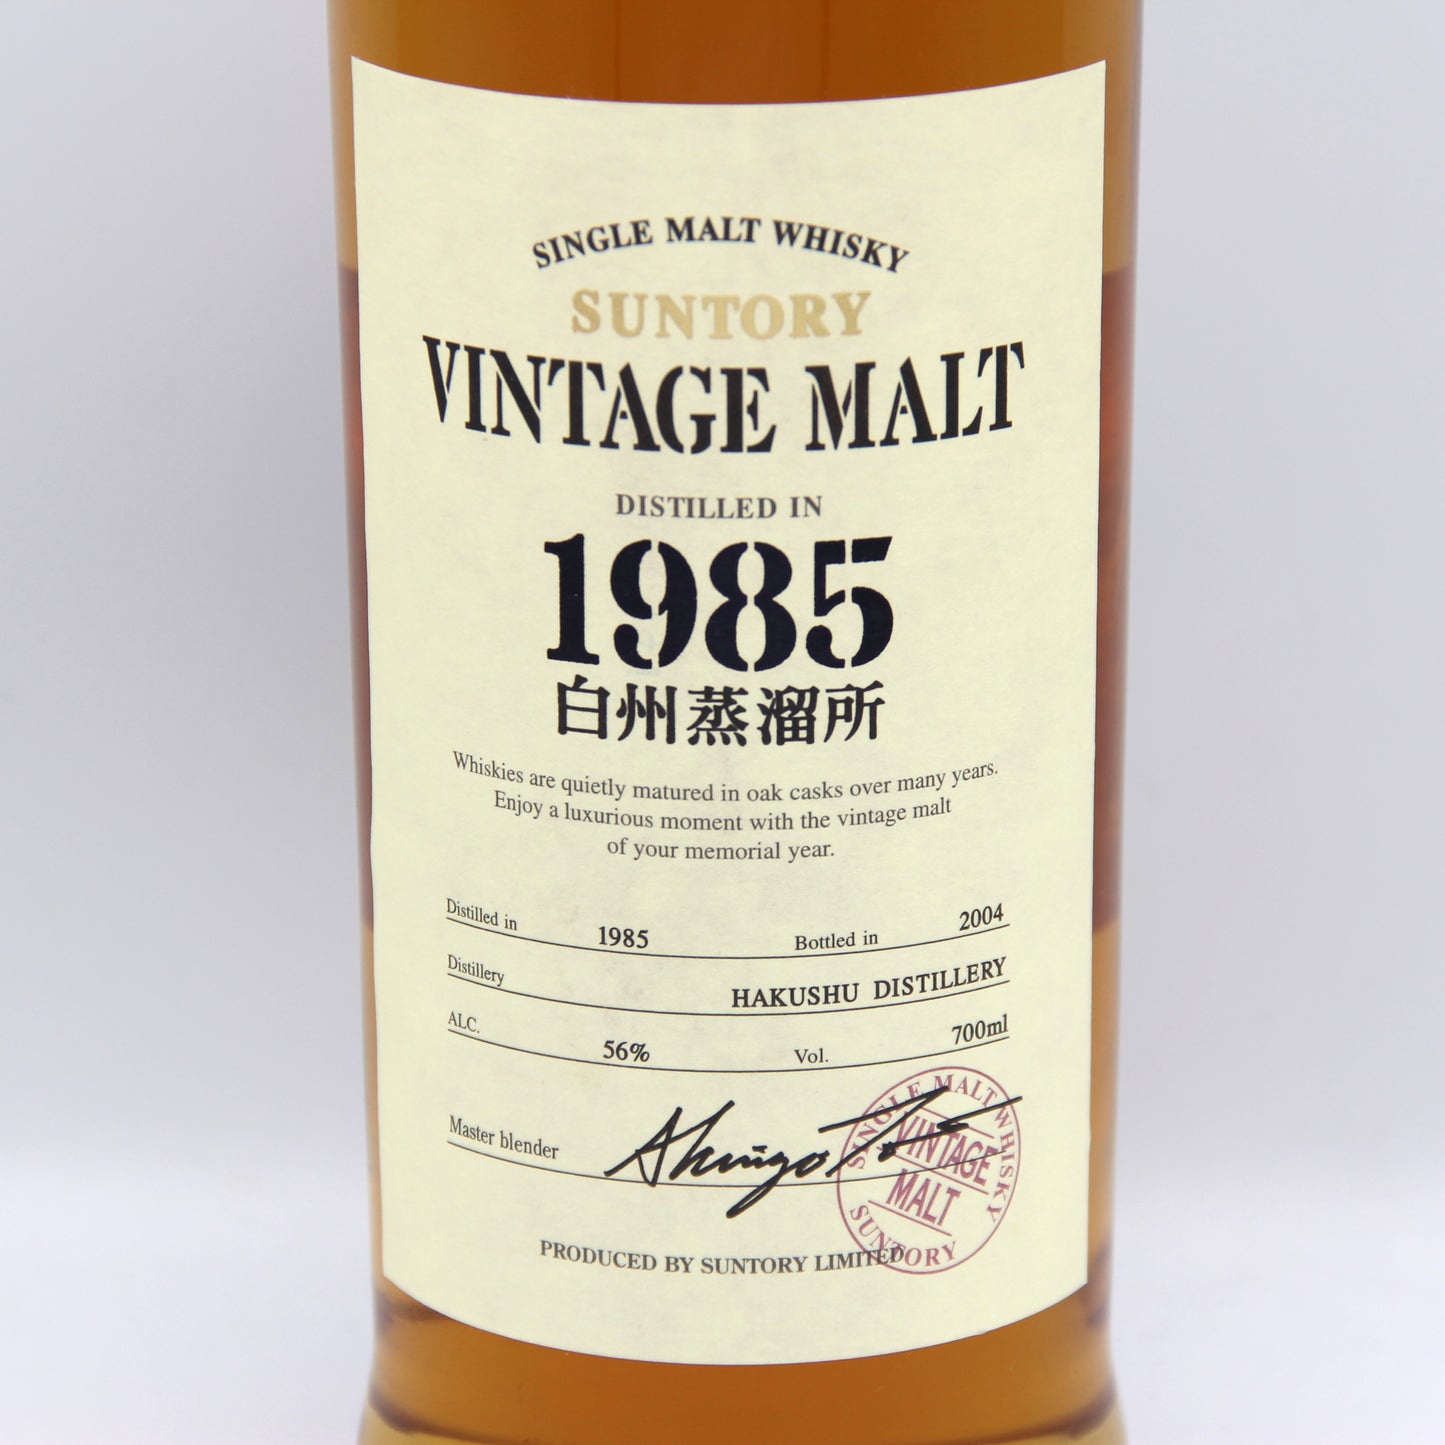 SINGLE MALT WHISKY
SUNTORY
VINTAGE MALT
DISTILLED IN
1985
白州蒸溜所
Whiskies are quietly matured in oak casks over many years.
Enjoy a luxurious moment with the vintage malt
of your memorial year.
Distilled in 1985 Bottled in 2004
Distillery HAKUSHU DISTILLERY
ALC. 56% Vol. 700ml
Master blender
SINGLE MALT WHISKY
VINTAGE
MALT
SUNTORY
PRODUCED BY SUNTORY LIMITED